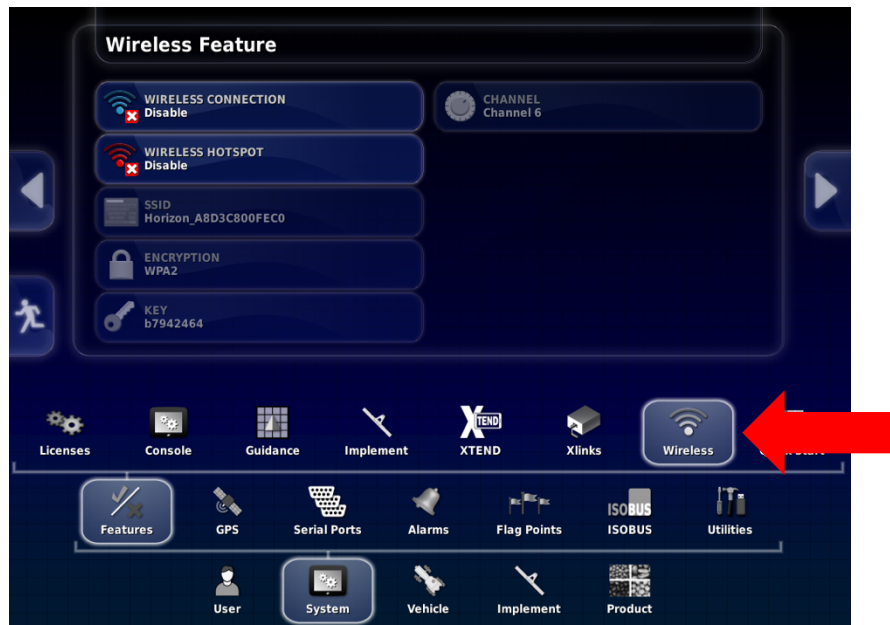 Wireless Feature
WIRELESS CONNECTION
Disable
CHANNEL
Channel 6
WIRELESS HOTSPOT
Disable
SSID
Horizon_A8D3C800FEC0
ENCRYPTION
WPA2
KEY
b7942464
Licenses
Console
Guidance
Implement
XTEND
XTEND
Xlinks
Wireless
Start
Features
GPS
Serial Ports
Alarms
Flag Points
ISOBUS
ISOBUS
Utilities
User
System
Vehicle
Implement
Product